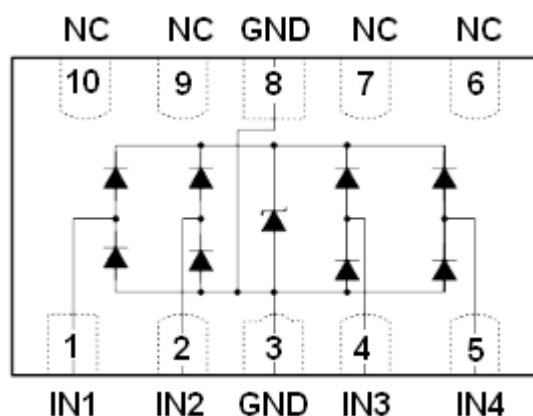 NC NC GND NC NC
10 9 8 7 6
1 2 3 4 5
IN1 IN2 GND IN3 IN4